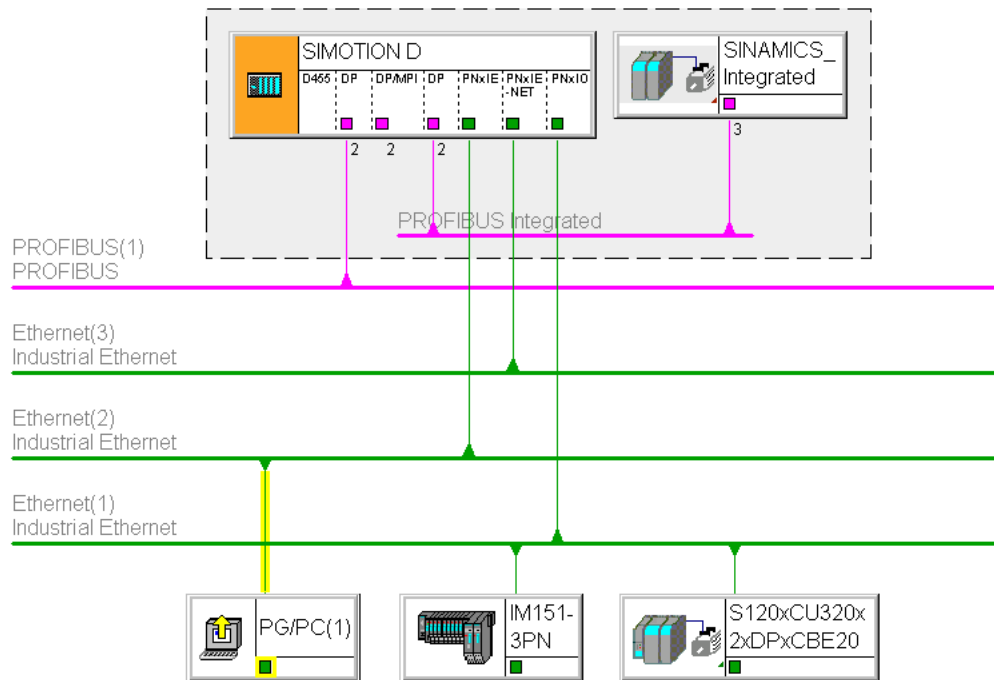 SIMOTION D
D455 DP DP/MPI DP PNxIE PNxIE PNxIO
-NET
2 2 2
SINAMICS_
Integrated
3
PROFIBUS Integrated
PROFIBUS(1)
PROFIBUS
Ethernet(3)
Industrial Ethernet
Ethernet(2)
Industrial Ethernet
Ethernet(1)
Industrial Ethernet
PG/PC(1)
IM151-
3PN
S120xCU320x
2xDPxCBE20